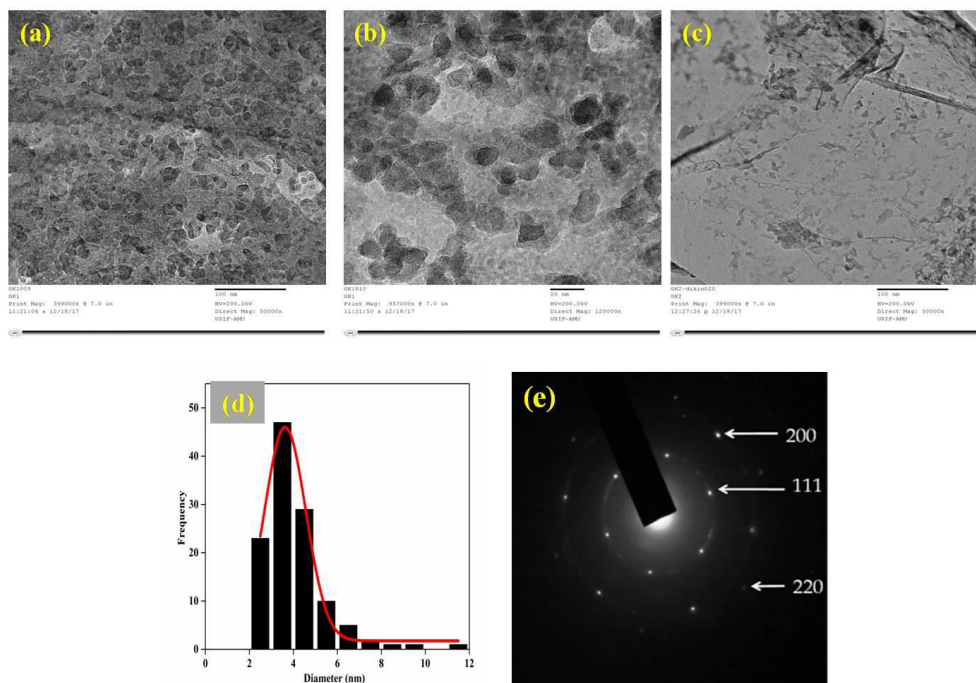 (a)
GK1009
GK1
Print Mag: 399000x @ 7.0 in
11:21:04 a 12/18/17
100 nm
HV=200.0kV
Direct Mag: 50000x
USIF-AMU
(b)
GK1010
GK1
Print Mag: 957000x @ 7.0 in
11:21:50 a 12/18/17
20 nm
HV=200.0kV
Direct Mag: 120000x
USIF-AMU
(c)
GK2-dikin020
GK2
Print Mag: 399000x @ 7.0 in
12:27:26 p 12/18/17
100 nm
HV=200.0kV
Direct Mag: 50000x
USIF-AMU
(d)
50
40
30
20
10
0
Frequency
0 2 4 6 8 10 12
Diameter (nm)
(e)
200
111
220